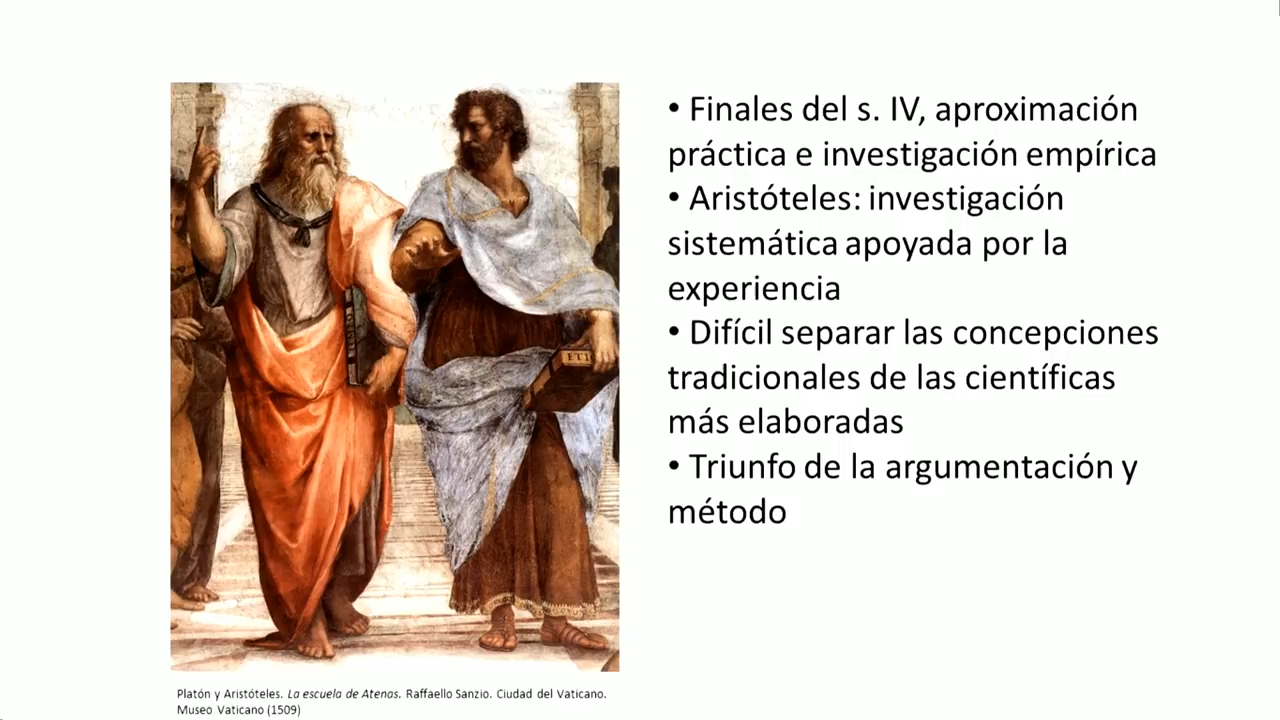 • Finales del s. IV, aproximación
práctica e investigación empírica
• Aristóteles: investigación
sistemática apoyada por la
experiencia
• Difícil separar las concepciones
tradicionales de las científicas
más elaboradas
• Triunfo de la argumentación y
método
ETI
Platón y Aristóteles. La escuela de Atenas. Raffaello Sanzio. Ciudad del Vaticano.
Museo Vaticano (1509)